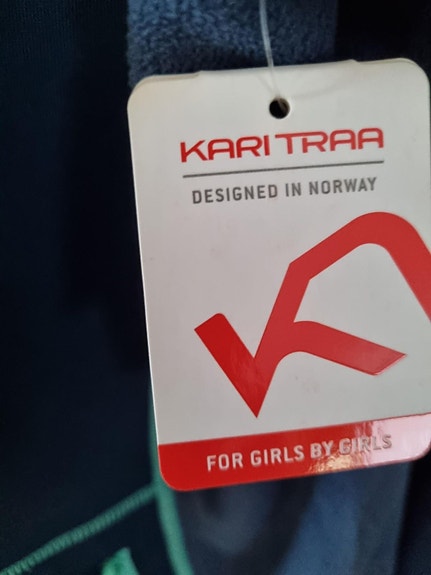 KARI TRAA
DESIGNED IN NORWAY
FOR GIRLS BY GIRLS